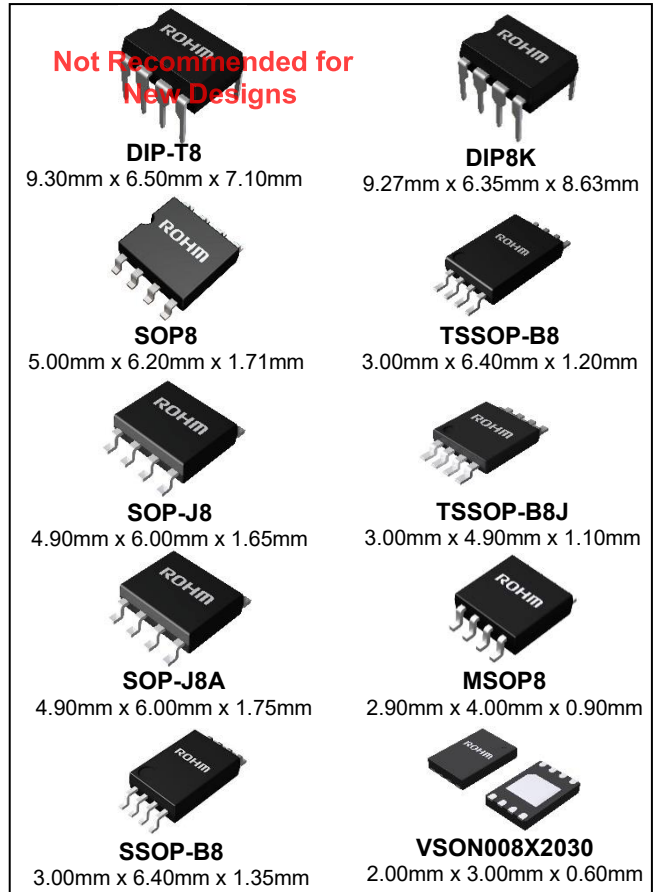 ROHM
Not Recommended for
New Designs
DIP-T8
9.30mm x 6.50mm x 7.10mm
ROHM
DIP8K
9.27mm x 6.35mm x 8.63mm
ROHM
SOP8
5.00mm x 6.20mm x 1.71mm
ROHM
TSSOP-B8
3.00mm x 6.40mm x 1.20mm
ROHM
SOP-J8
4.90mm x 6.00mm x 1.65mm
ROHM
TSSOP-B8J
3.00mm x 4.90mm x 1.10mm
ROHM
SOP-J8A
4.90mm x 6.00mm x 1.75mm
ROHM
MSOP8
2.90mm x 4.00mm x 0.90mm
ROHM
SSOP-B8
3.00mm x 6.40mm x 1.35mm
ROHM
VSON008X2030
2.00mm x 3.00mm x 0.60mm